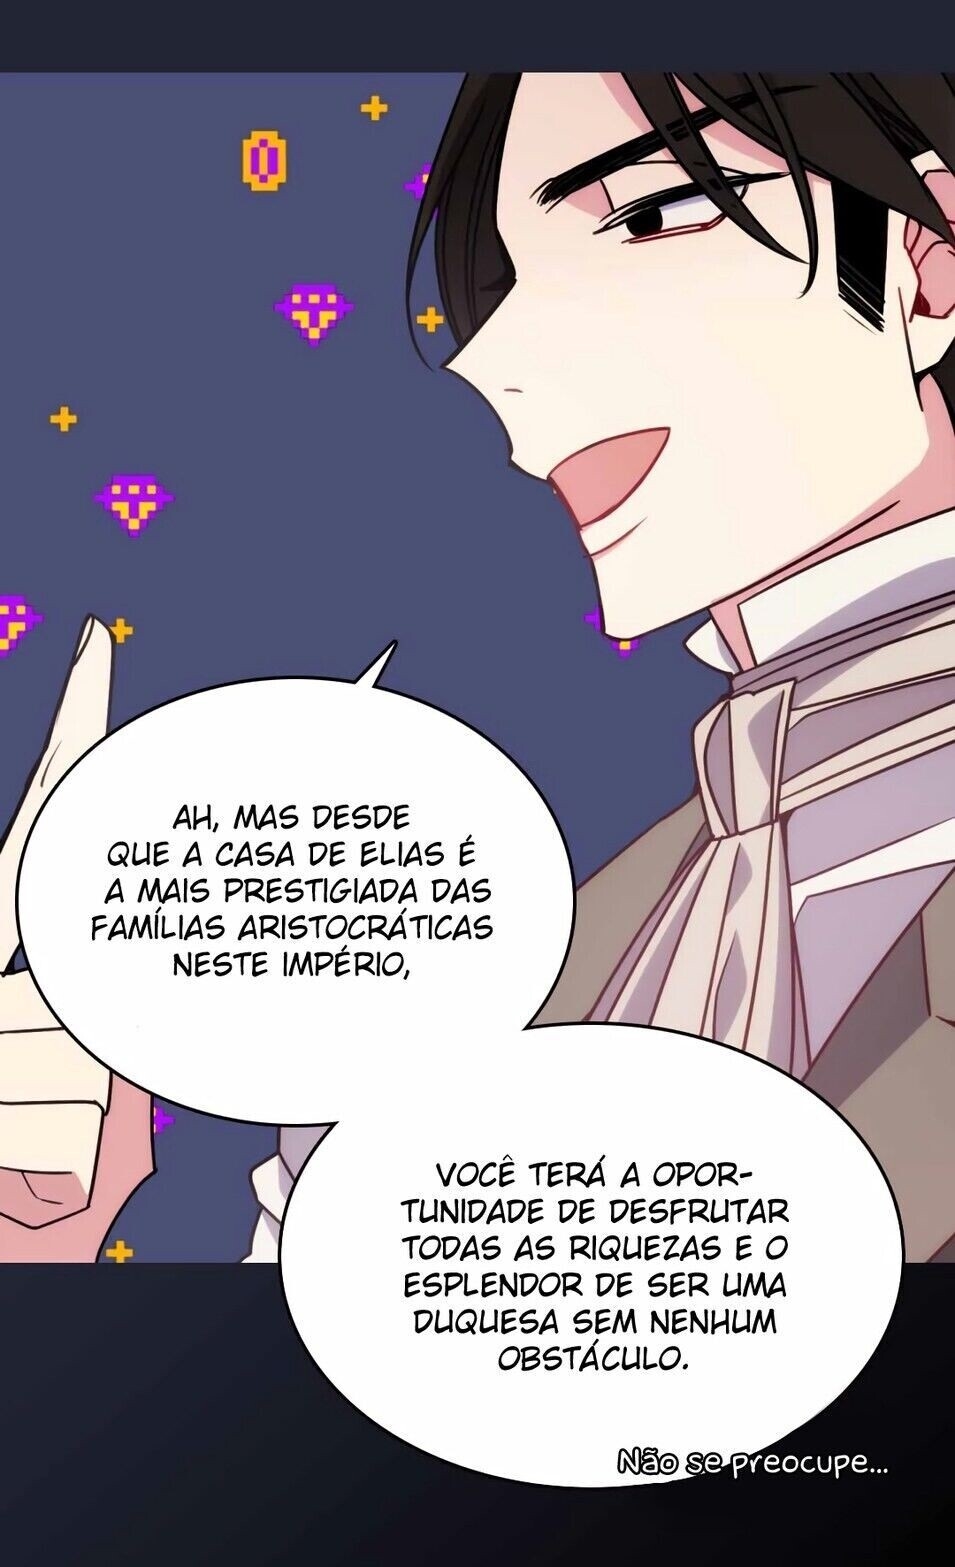 AH, MAS DESDE
QUE A CASA DE ELIAS É
A MAIS PRESTIGIADA DAS
FAMÍLIAS ARISTOCRÁTICAS
NESTE IMPÉRIO,
VOCÊ TERÁ A OPOR-
TUNIDADE DE DESFRUTAR
TODAS AS RIQUEZAS E O
ESPLENDOR DE SER UMA
DUQUESA SEM NENHUM
OBSTÁCULO.
Não se preocupe...